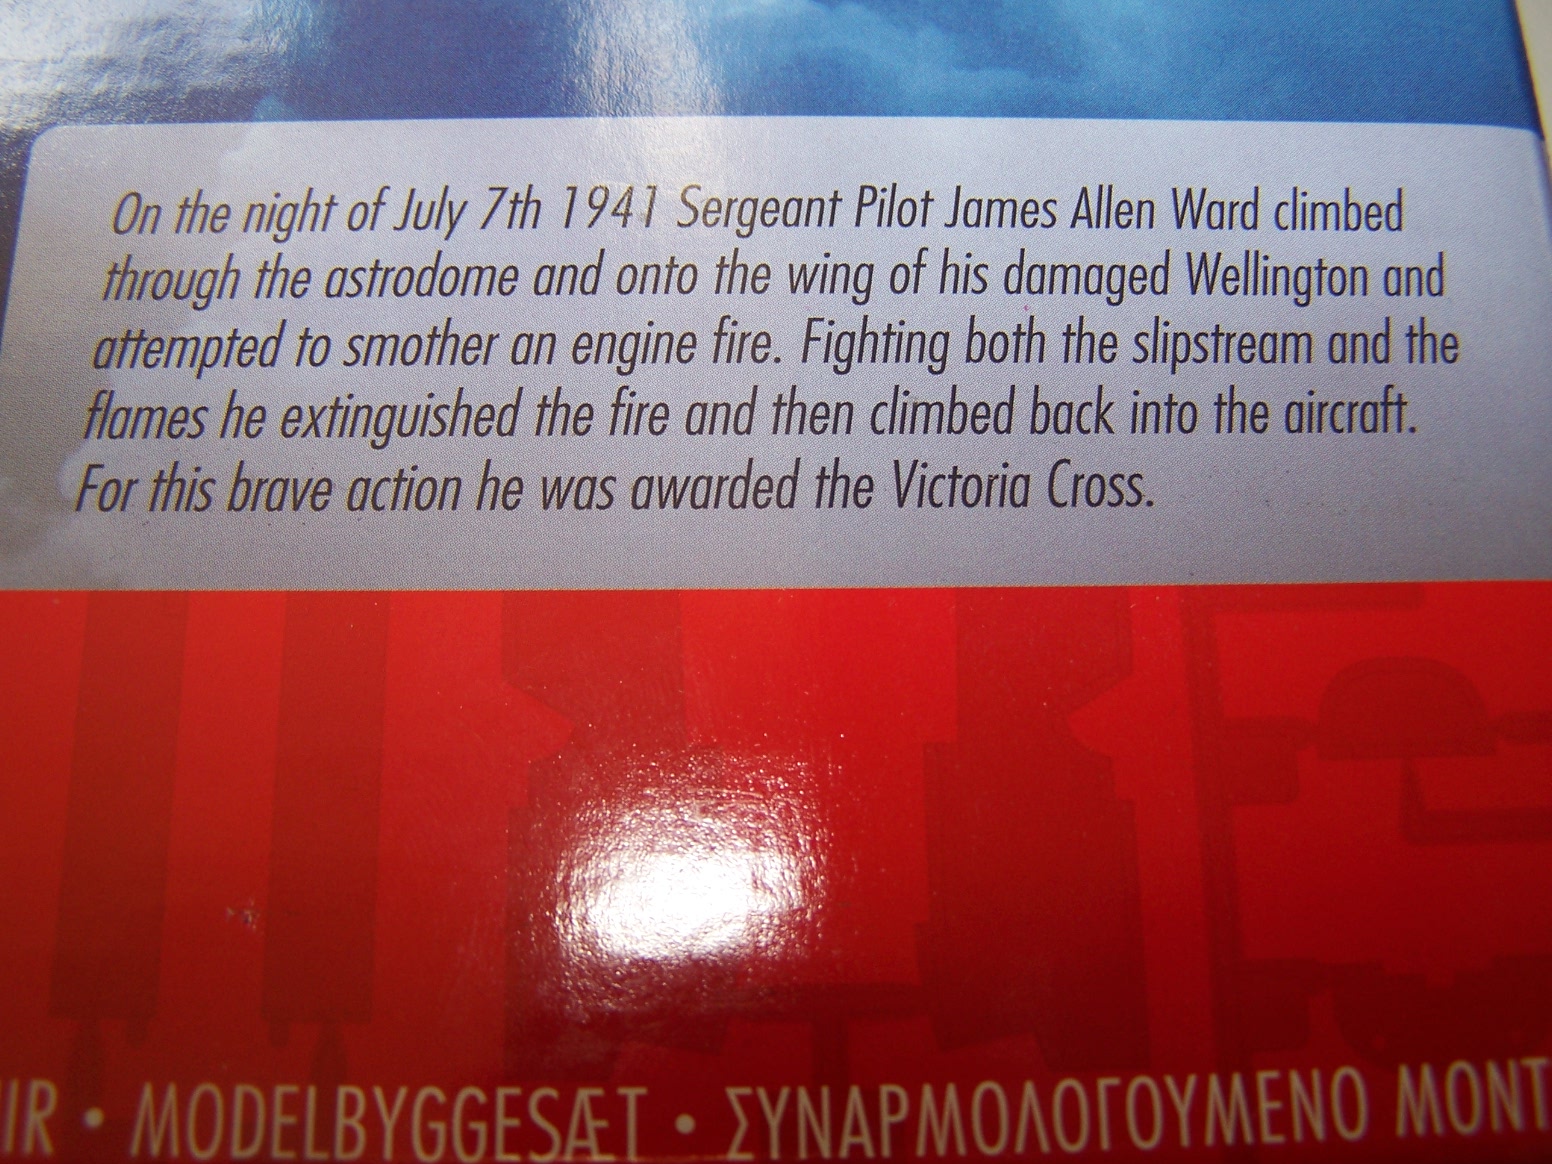 On the night of July 7th 1941 Sergeant Pilot James Allen Ward climbed
through the astrodome and onto the wing of his damaged Wellington and
attempted to smother an engine fire. Fighting both the slipstream and the
flames he extinguished the fire and then climbed back into the aircraft.
For this brave action he was awarded the Victoria Cross.
IR • MODELBYGGESÆT • ΣΥΝΑΡΜΟΛΟΓΟΥΜΕΝΟ ΜΟΝΤ